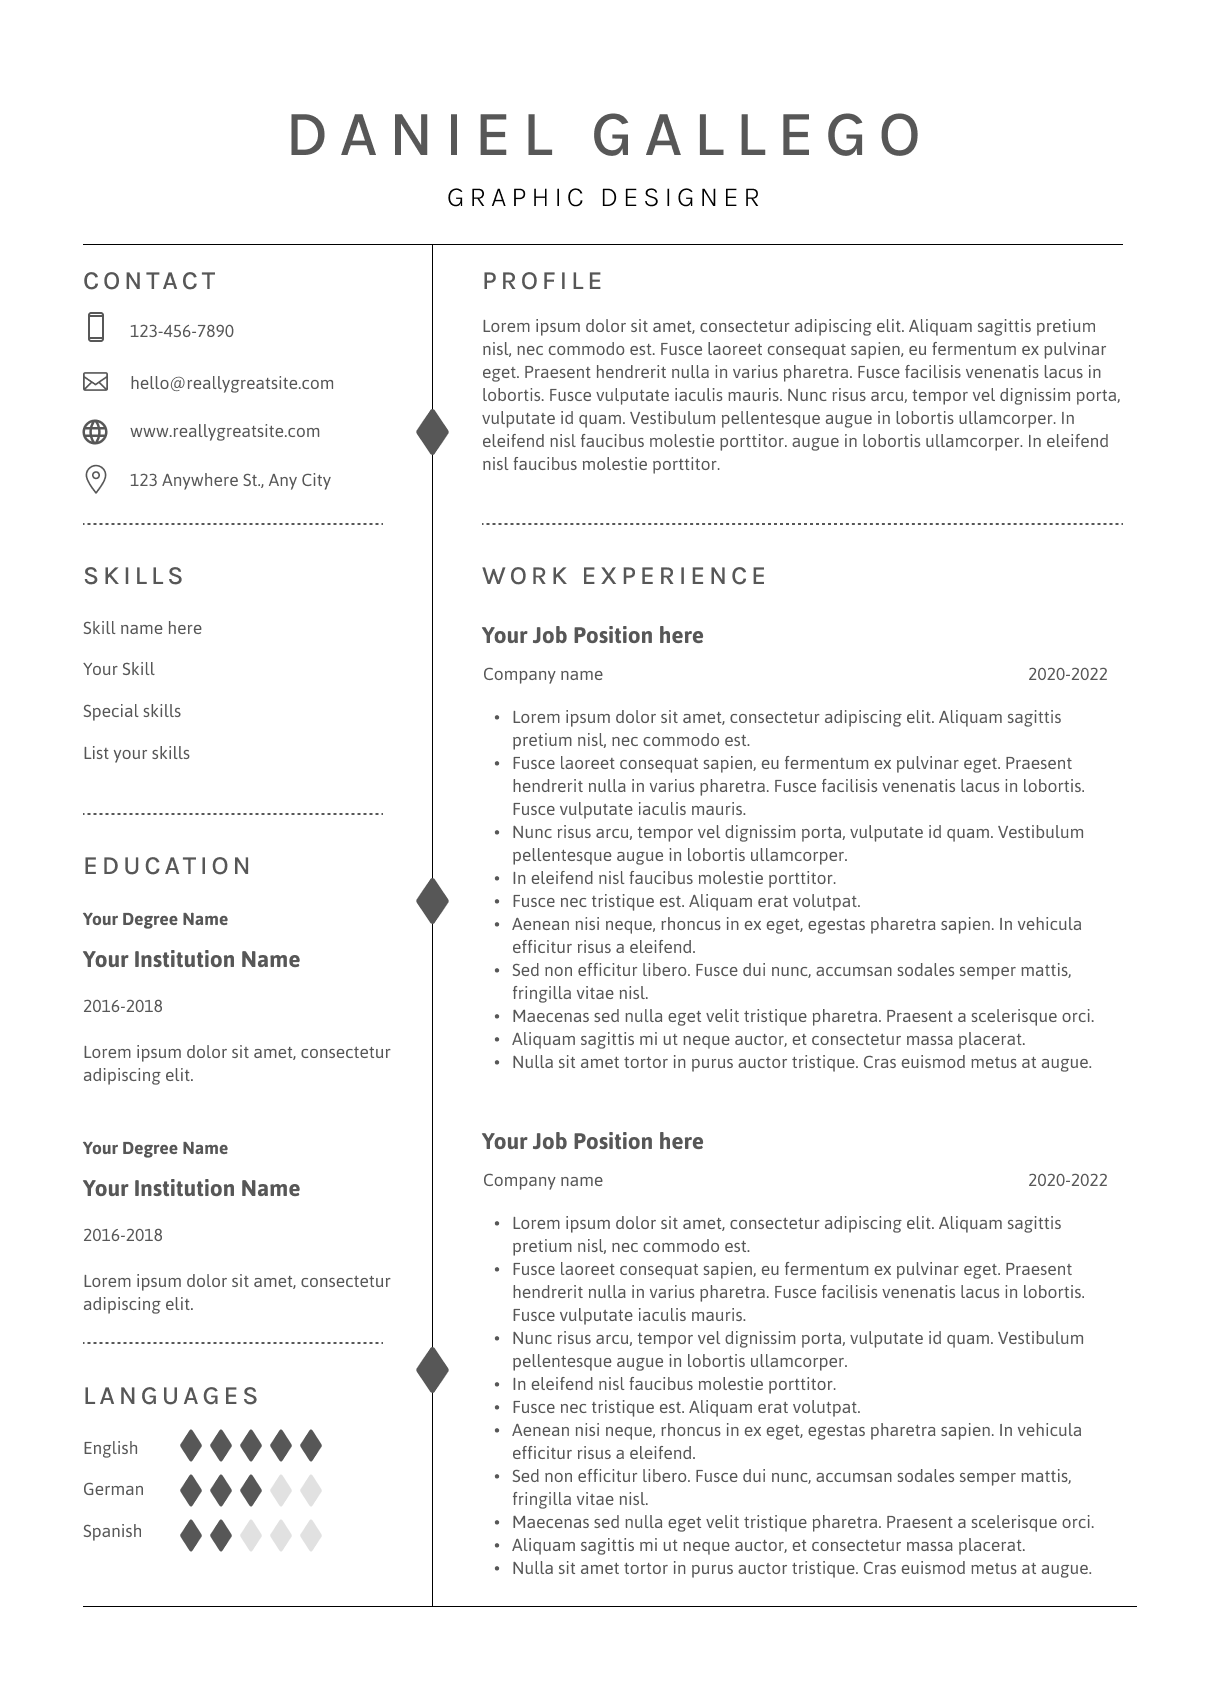 DANIEL GALLEGO
GRAPHIC DESIGNER
CONTACT
123-456-7890
hello@reallygreatsite.com
www.reallygreatsite.com
123 Anywhere St., Any City
SKILLS
Skill name here
Your Skill
Special skills
List your skills
EDUCATION
Your Degree Name
Your Institution Name
2016-2018
Lorem ipsum dolor sit amet, consectetur
adipiscing elit.
Your Degree Name
Your Institution Name
2016-2018
Lorem ipsum dolor sit amet, consectetur
adipiscing elit.
LANGUAGES
English
German
Spanish
PROFILE
Lorem ipsum dolor sit amet, consectetur adipiscing elit. Aliquam sagittis pretium
nisl, nec commodo est. Fusce laoreet consequat sapien, eu fermentum ex pulvinar
eget. Praesent hendrerit nulla in varius pharetra. Fusce facilisis venenatis lacus in
lobortis. Fusce vulputate iaculis mauris. Nunc risus arcu, tempor vel dignissim porta,
vulputate id quam. Vestibulum pellentesque augue in lobortis ullamcorper. In
eleifend nisl faucibus molestie porttitor. augue in lobortis ullamcorper. In eleifend
nisl faucibus molestie porttitor.
WORK EXPERIENCE
Your Job Position here
Company name 2020-2022
• Lorem ipsum dolor sit amet, consectetur adipiscing elit. Aliquam sagittis
pretium nisl, nec commodo est.
• Fusce laoreet consequat sapien, eu fermentum ex pulvinar eget. Praesent
hendrerit nulla in varius pharetra. Fusce facilisis venenatis lacus in lobortis.
Fusce vulputate iaculis mauris.
• Nunc risus arcu, tempor vel dignissim porta, vulputate id quam. Vestibulum
pellentesque augue in lobortis ullamcorper.
• In eleifend nisl faucibus molestie porttitor.
• Fusce nec tristique est. Aliquam erat volutpat.
• Aenean nisi neque, rhoncus in ex eget, egestas pharetra sapien. In vehicula
efficitur risus a eleifend.
• Sed non efficitur libero. Fusce dui nunc, accumsan sodales semper mattis,
fringilla vitae nisl.
• Maecenas sed nulla eget velit tristique pharetra. Praesent a scelerisque orci.
• Aliquam sagittis mi ut neque auctor, et consectetur massa placerat.
• Nulla sit amet tortor in purus auctor tristique. Cras euismod metus at augue.
Your Job Position here
Company name 2020-2022
• Lorem ipsum dolor sit amet, consectetur adipiscing elit. Aliquam sagittis
pretium nisl, nec commodo est.
• Fusce laoreet consequat sapien, eu fermentum ex pulvinar eget. Praesent
hendrerit nulla in varius pharetra. Fusce facilisis venenatis lacus in lobortis.
Fusce vulputate iaculis mauris.
• Nunc risus arcu, tempor vel dignissim porta, vulputate id quam. Vestibulum
pellentesque augue in lobortis ullamcorper.
• In eleifend nisl faucibus molestie porttitor.
• Fusce nec tristique est. Aliquam erat volutpat.
• Aenean nisi neque, rhoncus in ex eget, egestas pharetra sapien. In vehicula
efficitur risus a eleifend.
• Sed non efficitur libero. Fusce dui nunc, accumsan sodales semper mattis,
fringilla vitae nisl.
• Maecenas sed nulla eget velit tristique pharetra. Praesent a scelerisque orci.
• Aliquam sagittis mi ut neque auctor, et consectetur massa placerat.
• Nulla sit amet tortor in purus auctor tristique. Cras euismod metus at augue.